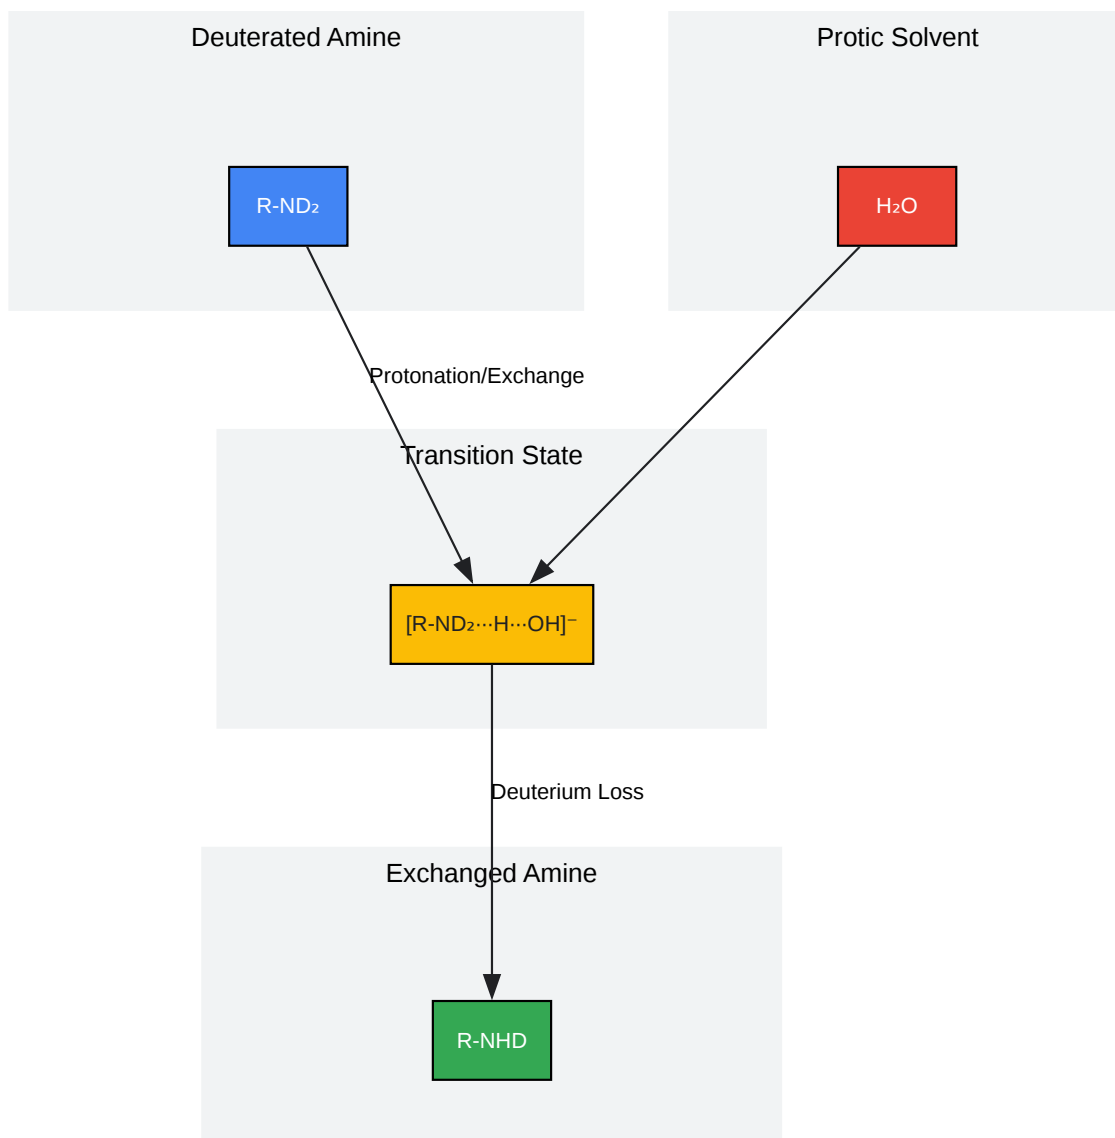 Deuterated Amine
Protic Solvent
R-ND₂
H₂O
Protonation/Exchange
Transition State
[R-ND₂···H···OH]⁻
Deuterium Loss
Exchanged Amine
R-NHD